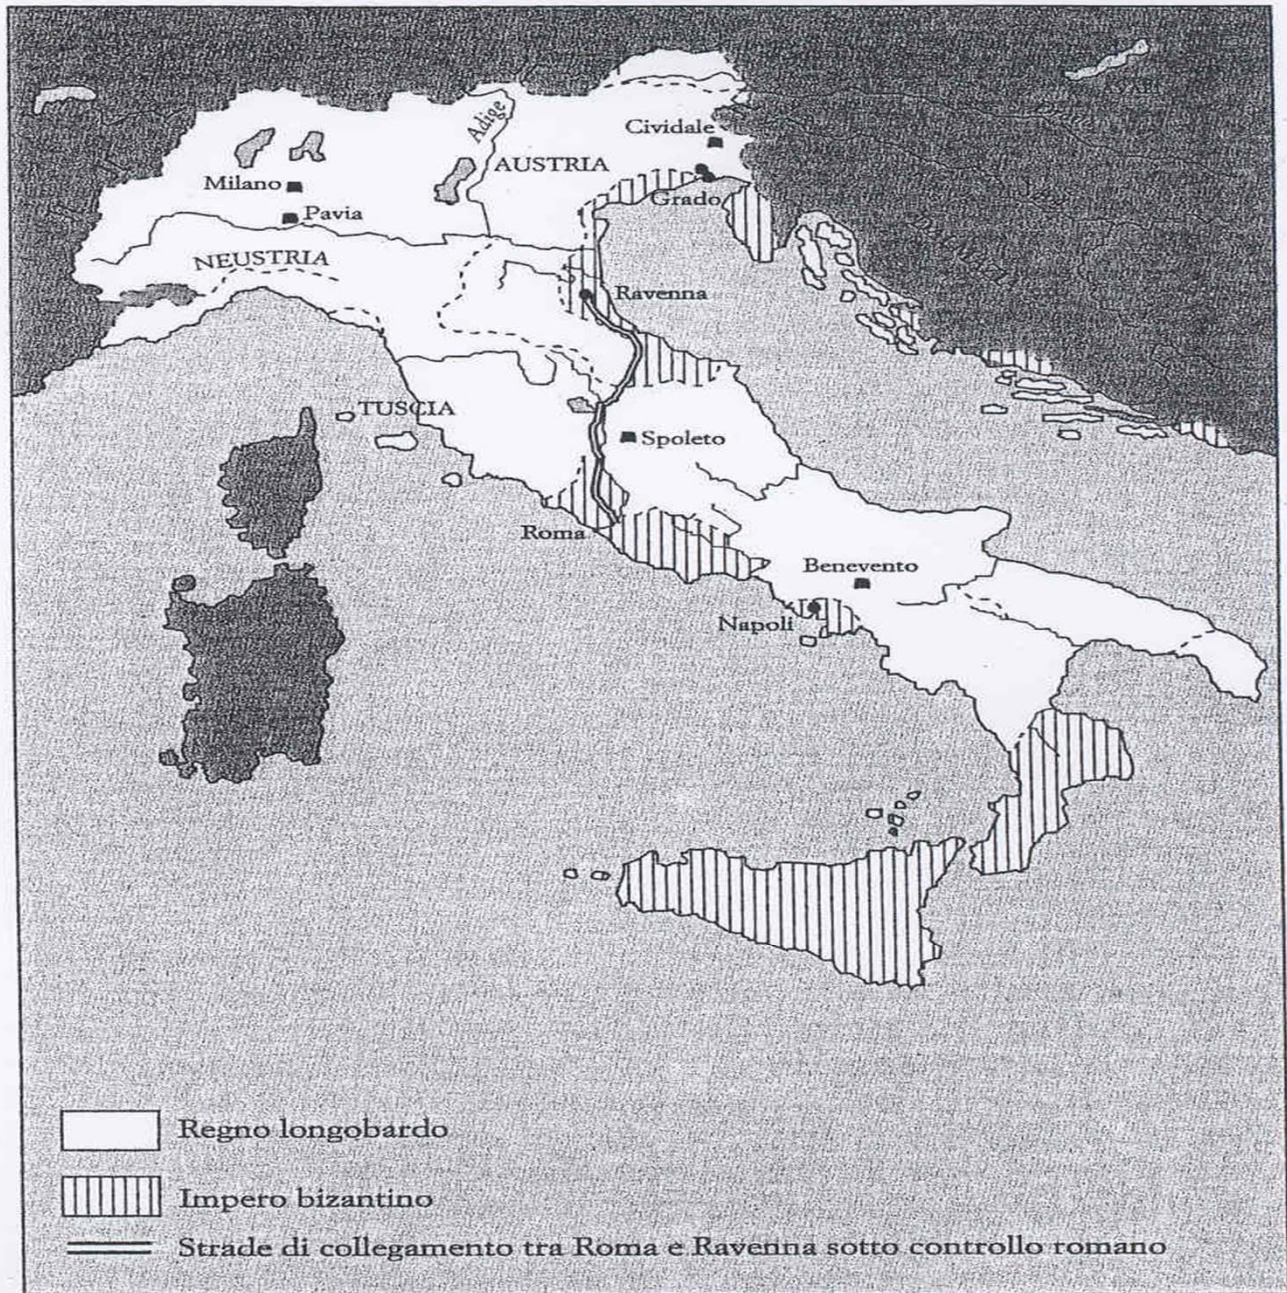 AVARI
Adige
Cividale
AUSTRIA
Milano
Grado
Pavia
NEUSTRIA
Ravenna
TUSCIA
Spoleto
Roma
Benevento
Napoli
Regno longobardo
Impero bizantino
Strade di collegamento tra Roma e Ravenna sotto controllo romano